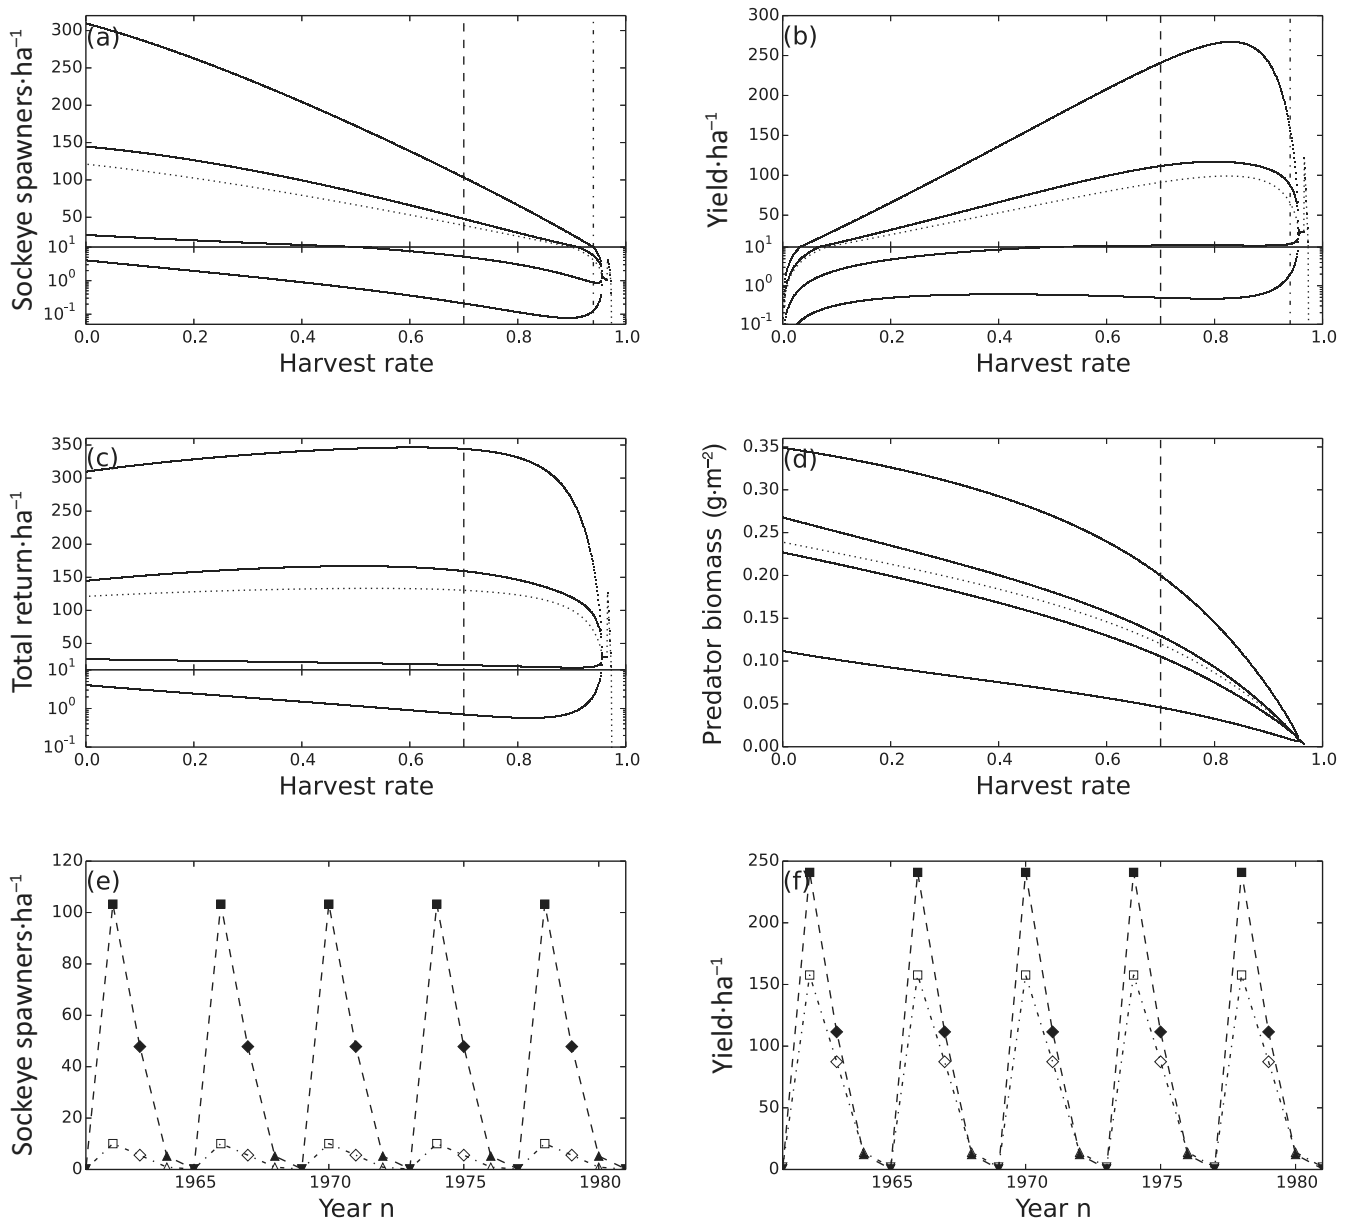 (a)
Sockeye spawners·ha⁻¹
300
250
200
150
100
50
10¹
10⁰
10⁻¹
0.0 0.2 0.4 0.6 0.8 1.0
Harvest rate
(b)
Yield·ha⁻¹
300
250
200
150
100
50
10¹
10⁰
10⁻¹
0.0 0.2 0.4 0.6 0.8 1.0
Harvest rate
(c)
Total return·ha⁻¹
350
300
250
200
150
100
50
10¹
10⁰
10⁻¹
0.0 0.2 0.4 0.6 0.8 1.0
Harvest rate
(d)
Predator biomass (g·m⁻²)
0.35
0.30
0.25
0.20
0.15
0.10
0.05
0.00
0.0 0.2 0.4 0.6 0.8 1.0
Harvest rate
(e)
Sockeye spawners·ha⁻¹
120
100
80
60
40
20
0
1965 1970 1975 1980
Year n
(f)
Yield·ha⁻¹
250
200
150
100
50
0
1965 1970 1975 1980
Year n